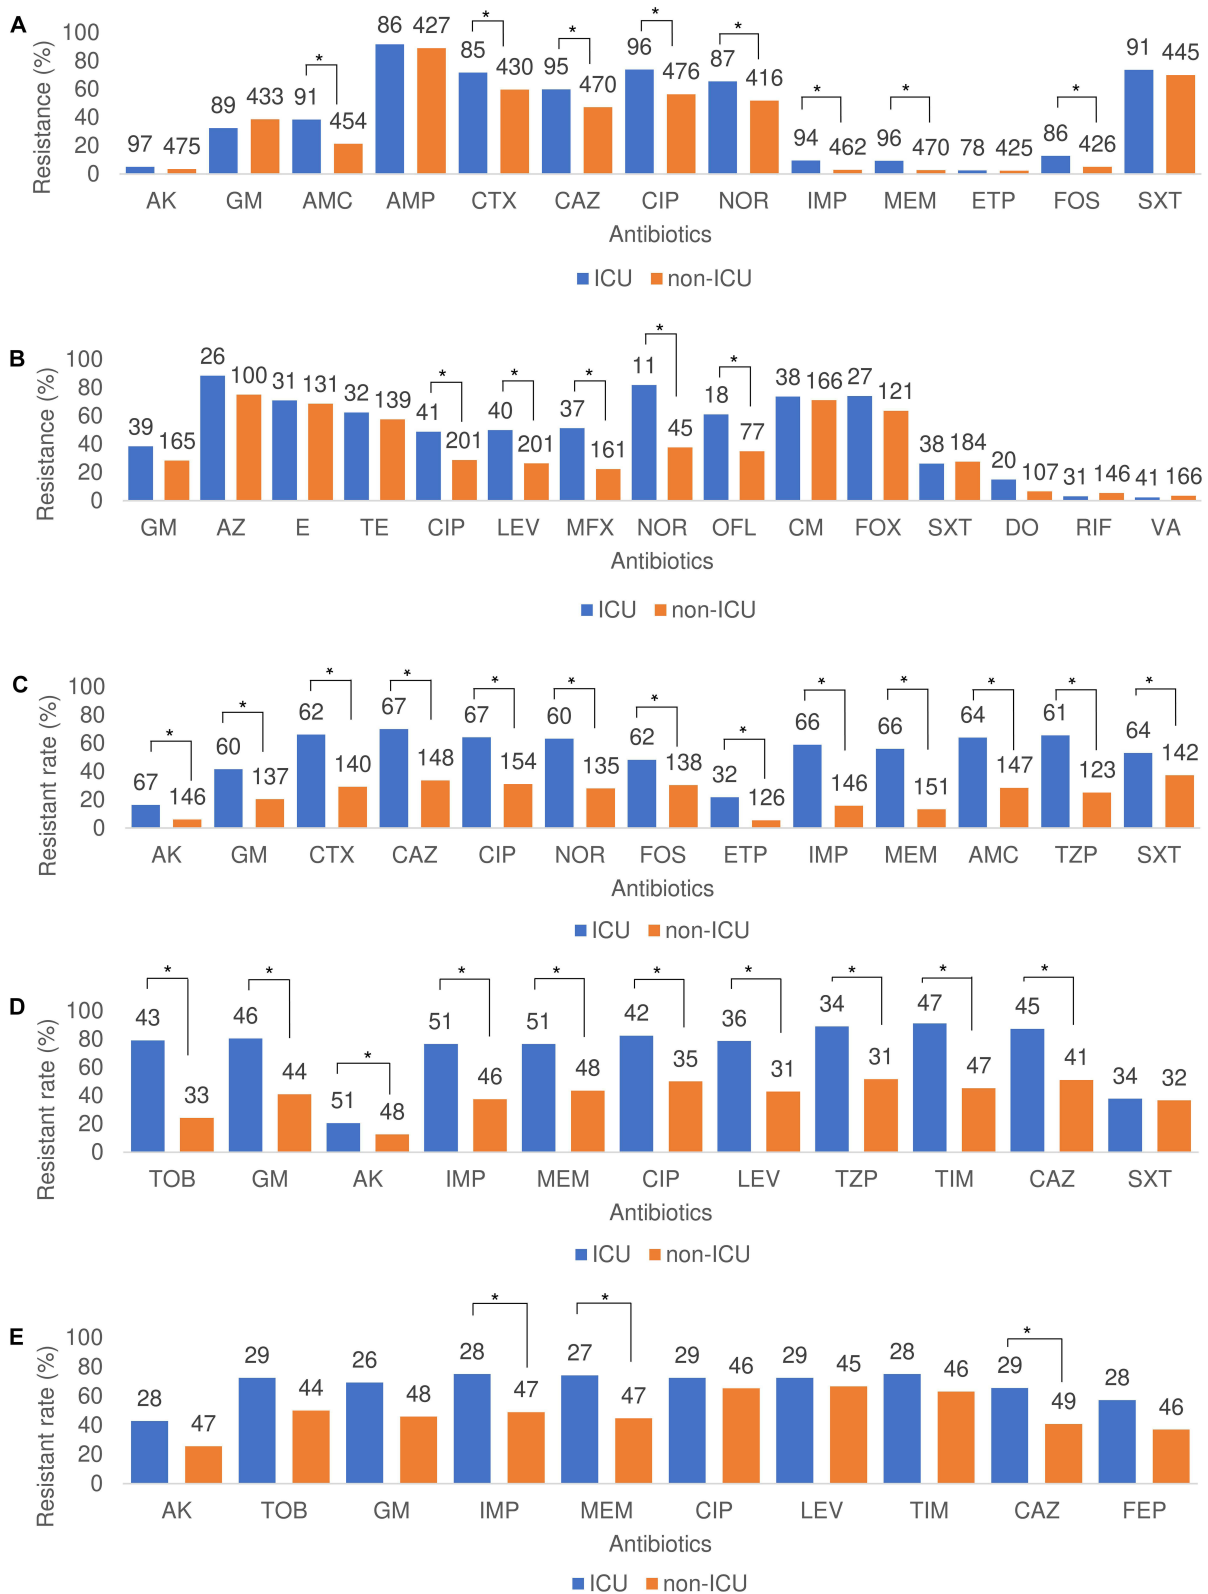 A
Resistance (%)
100
80
60
40
20
0
97 475 89 433 91 454 86 427 85 430 95 470 96 476 87 416 94 462 96 470 78 425 86 426 91 445
* * * * * * * *
AK GM AMC AMP CTX CAZ CIP NOR IMP MEM ETP FOS SXT
Antibiotics
ICU non-ICU
B
Resistance (%)
100
80
60
40
20
0
39 165 26 100 31 131 32 139 41 201 40 201 37 161 11 45 18 77 38 166 27 121 38 184 20 107 31 146 41 166
* * * * *
GM AZ E TE CIP LEV MFX NOR OFL CM FOX SXT DO RIF VA
Antibiotics
ICU non-ICU
C
Resistant rate (%)
100
80
60
40
20
0
67 146 60 137 62 140 67 148 67 154 60 135 62 138 32 126 66 146 66 151 64 147 61 123 64 142
* * * * * * * * * * * * *
AK GM CTX CAZ CIP NOR FOS ETP IMP MEM AMC TZP SXT
Antibiotics
ICU non-ICU
D
Resistant rate (%)
100
80
60
40
20
0
43 33 46 44 51 48 51 46 51 48 42 35 36 31 34 31 47 47 45 41 34 32
* * * * * * * * * *
TOB GM AK IMP MEM CIP LEV TZP TIM CAZ SXT
Antibiotics
ICU non-ICU
E
Resistant rate (%)
100
80
60
40
20
0
28 47 29 44 26 48 28 47 27 47 29 46 29 45 28 46 29 49 28 46
* * *
AK TOB GM IMP MEM CIP LEV TIM CAZ FEP
Antibiotics
ICU non-ICU